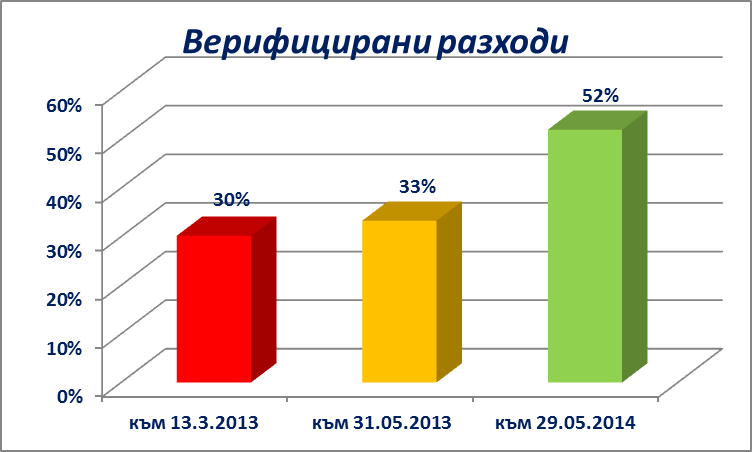 Верифицирани разходи
60%
50%
40%
30%
20%
10%
0%
30%
33%
52%
към 13.3.2013
към 31.05.2013
към 29.05.2014